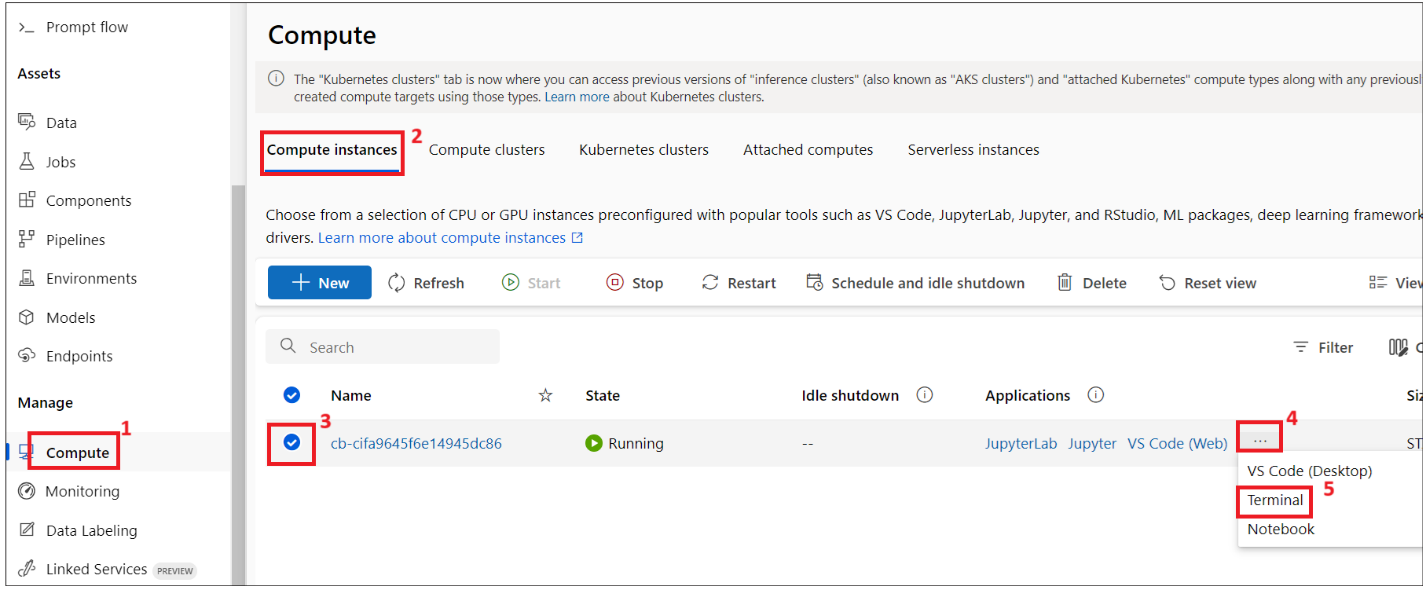 Prompt flow
Assets
Data
Jobs
Components
Pipelines
Environments
Models
Endpoints
Manage
1
Compute
Monitoring
Data Labeling
Linked Services PREVIEW
Compute
The "Kubernetes clusters" tab is now where you can access previous versions of "inference clusters" (also known as "AKS clusters") and "attached Kubernetes" compute types along with any previousl
created compute targets using those types. Learn more about Kubernetes clusters.
Compute instances 2 Compute clusters Kubernetes clusters Attached computes Serverless instances
Choose from a selection of CPU or GPU instances preconfigured with popular tools such as VS Code, JupyterLab, Jupyter, and RStudio, ML packages, deep learning framework
drivers. Learn more about compute instances
New Refresh Start Stop Restart Schedule and idle shutdown Delete Reset view View
Search Filter C
Name State Idle shutdown Applications Siz
3 4
cb-cifa9645f6e14945dc86 Running -- JupyterLab Jupyter VS Code (Web) ... ST
VS Code (Desktop)
Terminal 5
Notebook